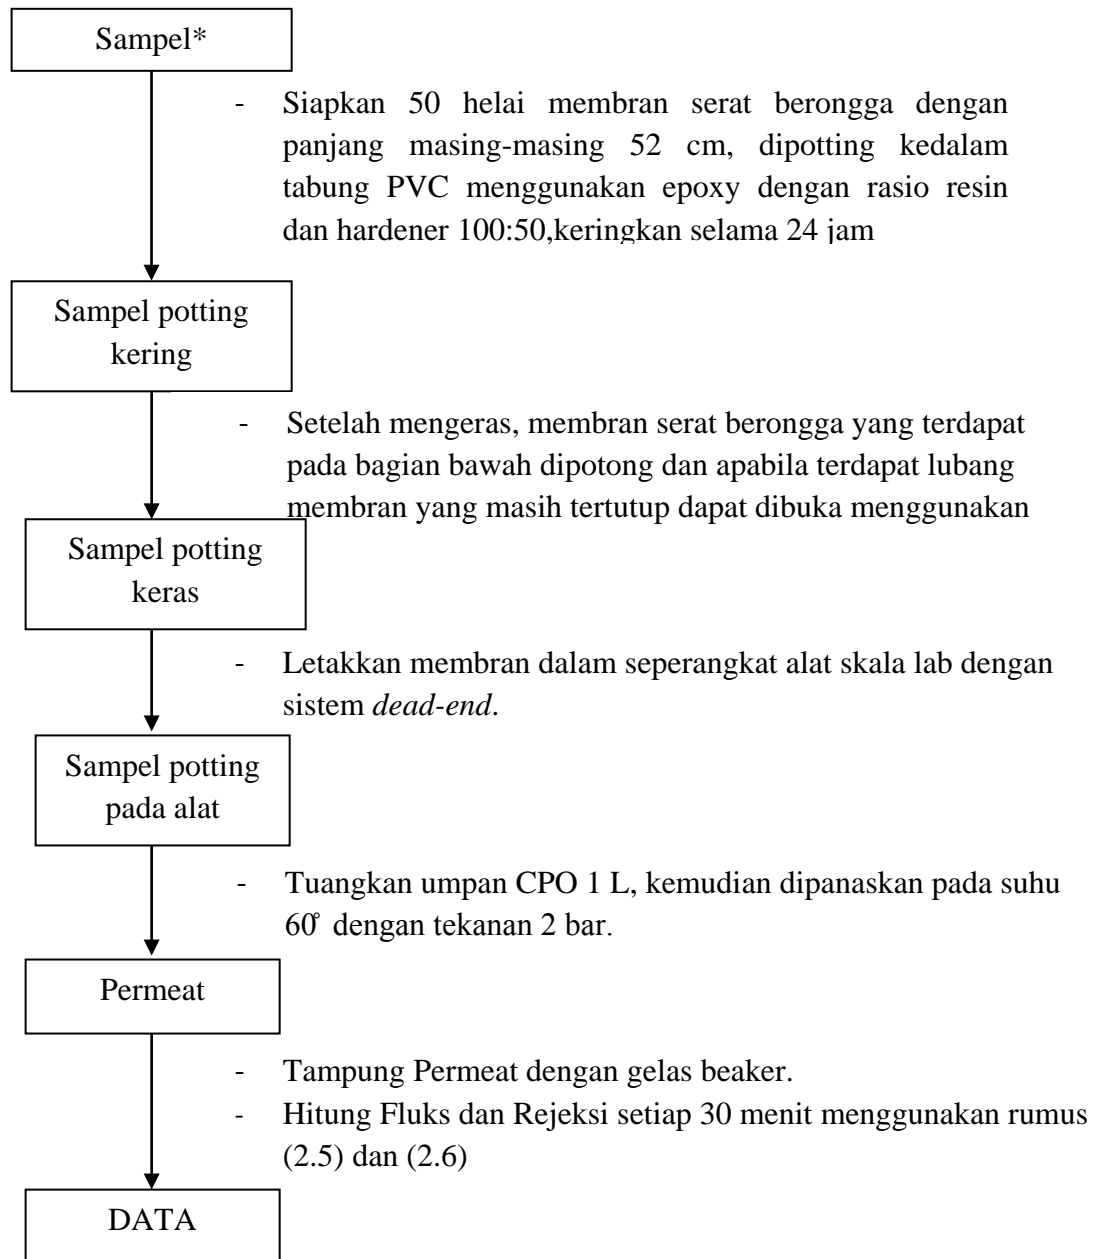 Sampel*
- Siapkan 50 helai membran serat berongga dengan
panjang masing-masing 52 cm, dipotting kedalam
tabung PVC menggunakan epoxy dengan rasio resin
dan hardener 100:50,keringkan selama 24 jam
Sampel potting
kering
- Setelah mengeras, membran serat berongga yang terdapat
pada bagian bawah dipotong dan apabila terdapat lubang
membran yang masih tertutup dapat dibuka menggunakan
Sampel potting
keras
- Letakkan membran dalam seperangkat alat skala lab dengan
sistem dead-end.
Sampel potting
pada alat
- Tuangkan umpan CPO 1 L, kemudian dipanaskan pada suhu
60̊ dengan tekanan 2 bar.
Permeat
- Tampung Permeat dengan gelas beaker.
- Hitung Fluks dan Rejeksi setiap 30 menit menggunakan rumus
(2.5) dan (2.6)
DATA